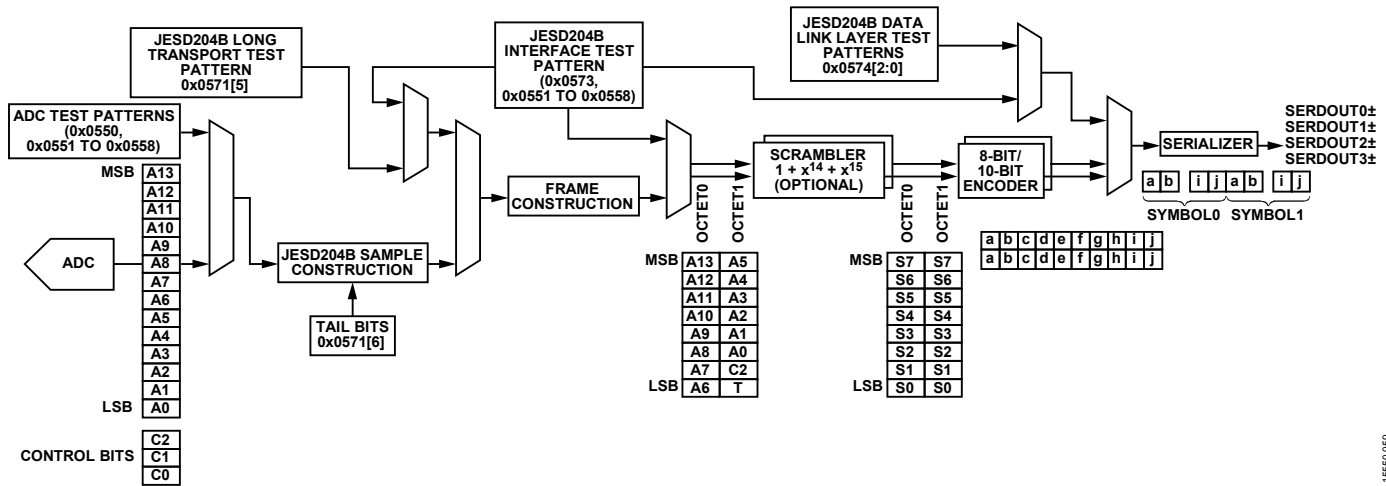 JESD204B LONG
TRANSPORT TEST
PATTERN
0x0571[5]
JESD204B
INTERFACE TEST
PATTERN
(0x0573,
0x0551 TO 0x0558)
JESD204B DATA
LINK LAYER TEST
PATTERNS
0x0574[2:0]
ADC TEST PATTERNS
(0x0550,
0x0551 TO 0x0558)
MSB A13
A12
A11
A10
A9
A8
A7
A6
A5
A4
A3
A2
A1
LSB A0
C2
CONTROL BITS C1
C0
ADC
JESD204B SAMPLE
CONSTRUCTION
TAIL BITS
0x0571[6]
FRAME
CONSTRUCTION
OCTET0
OCTET1
MSB A13 A5
A12 A4
A11 A3
A10 A2
A9 A1
A8 A0
A7 C2
LSB A6 T
SCRAMBLER
1 + x14 + x15
(OPTIONAL)
OCTET0
OCTET1
MSB S7 S7
S6 S6
S5 S5
S4 S4
S3 S3
S2 S2
S1 S1
LSB S0 S0
8-BIT/
10-BIT
ENCODER
a b c d e f g h i j
a b c d e f g h i j
SERIALIZER
SERDOUT0±
SERDOUT1±
SERDOUT2±
SERDOUT3±
a b i j a b i j
SYMBOL0 SYMBOL1
15550-059